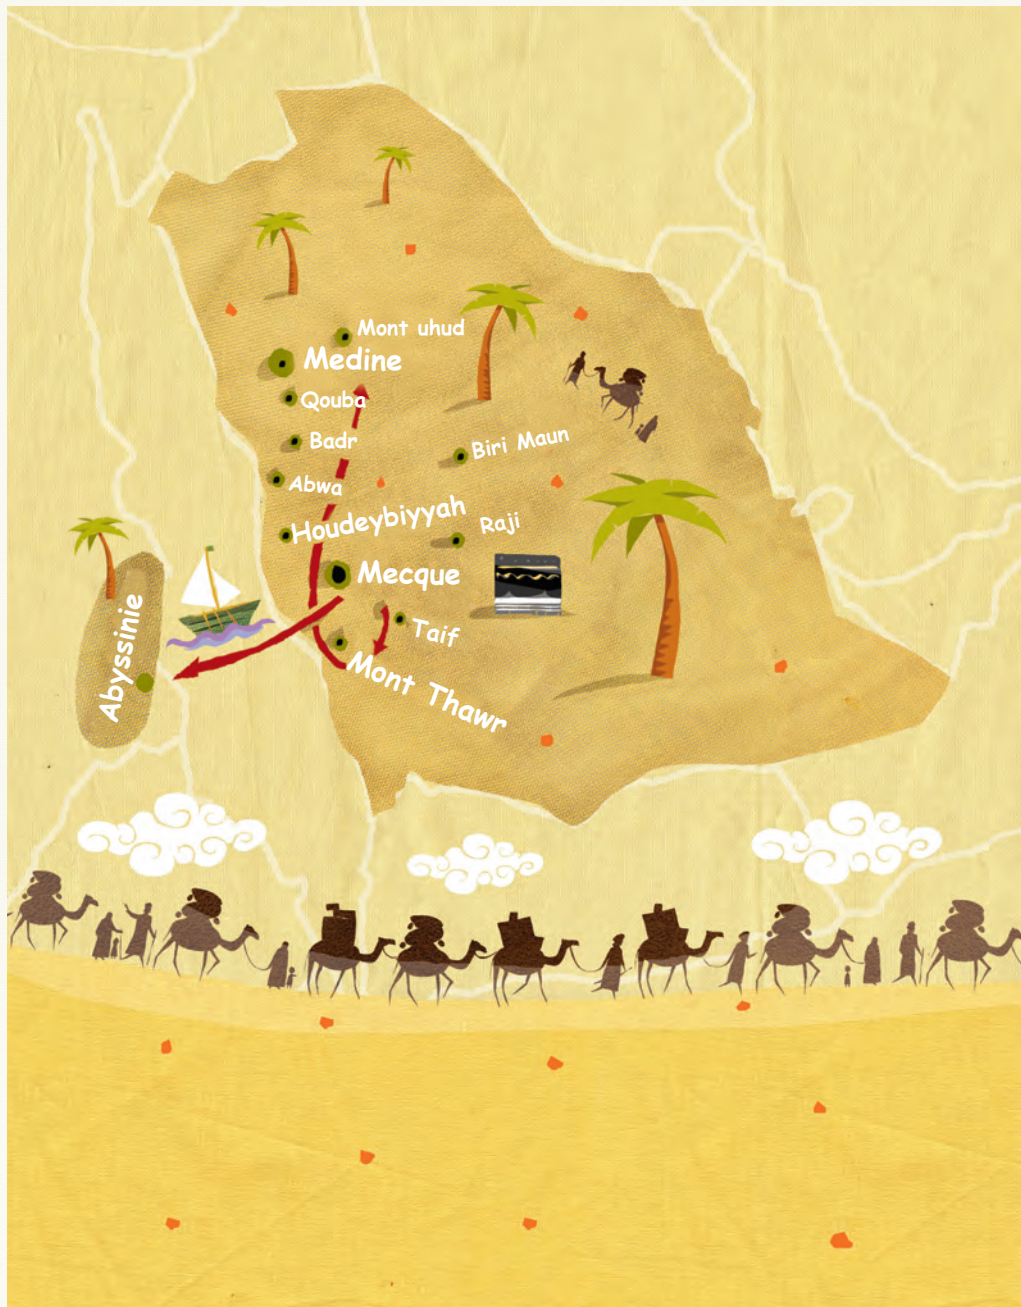 Mont uhud
Medine
Qouba
Badr
Biri Maun
Abwa
Houdeybiyyah
Raji
Mecque
Taif
Abyssinie
Mont Thawr